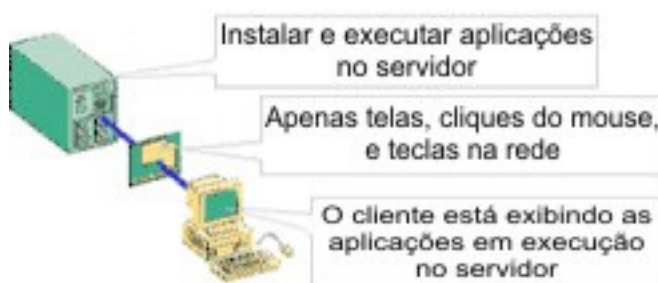 Instalar e executar aplicações
no servidor
Apenas telas, cliques do mouse,
e teclas na rede
O cliente está exibindo as
aplicações em execução
no servidor